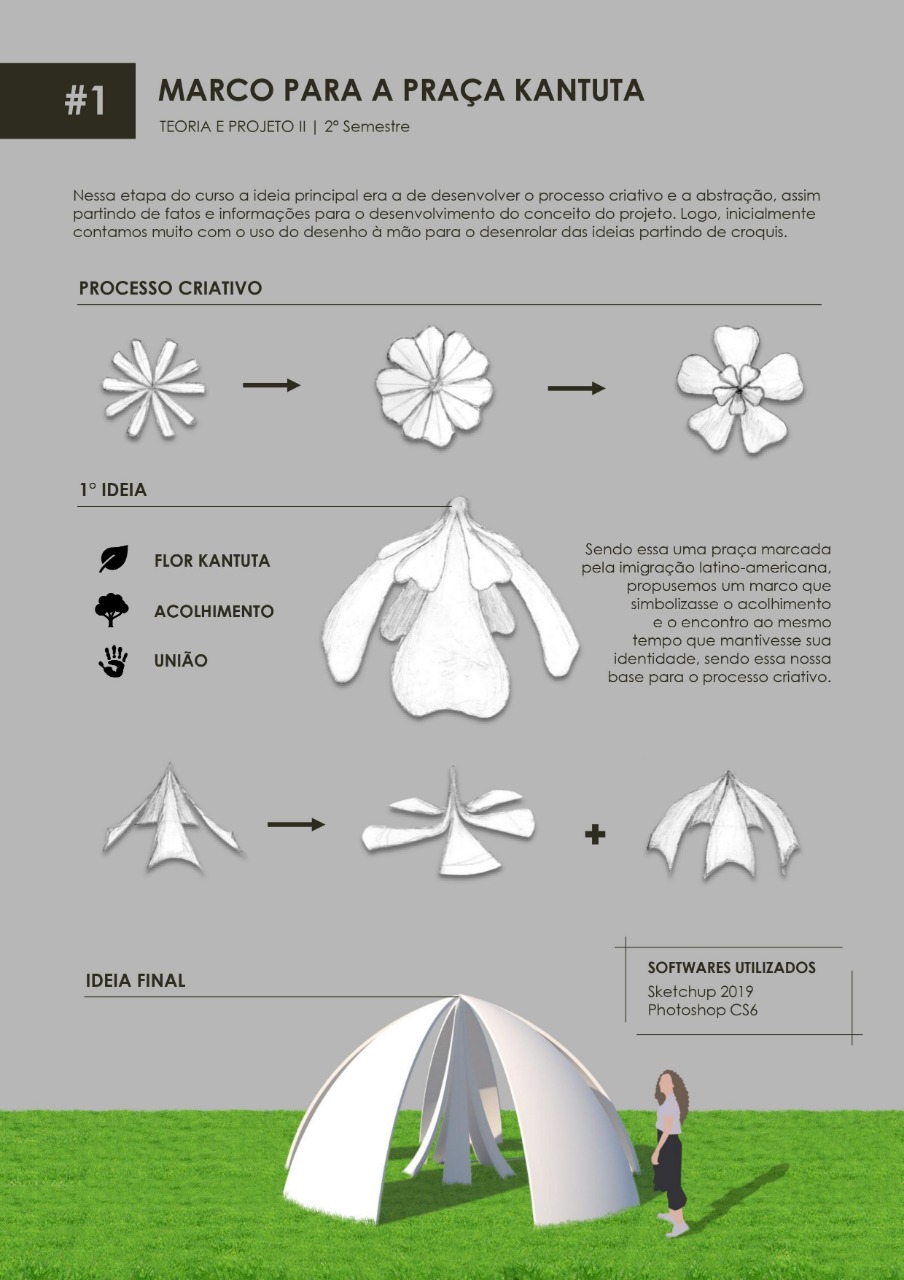 #1
MARCO PARA A PRAÇA KANTUTA
TEORIA E PROJETO II | 2º Semestre
Nessa etapa do curso a ideia principal era a de desenvolver o processo criativo e a abstração, assim
partindo de fatos e informações para o desenvolvimento do conceito do projeto. Logo, inicialmente
contamos muito com o uso do desenho à mão para o desenrolar das ideias partindo de croquis.
PROCESSO CRIATIVO
1° IDEIA
FLOR KANTUTA
ACOLHIMENTO
UNIÃO
Sendo essa uma praça marcada
pela imigração latino-americana,
propusemos um marco que
simbolizasse o acolhimento
e o encontro ao mesmo
tempo que mantivesse sua
identidade, sendo essa nossa
base para o processo criativo.
IDEIA FINAL
SOFTWARES UTILIZADOS
Sketchup 2019
Photoshop CS6